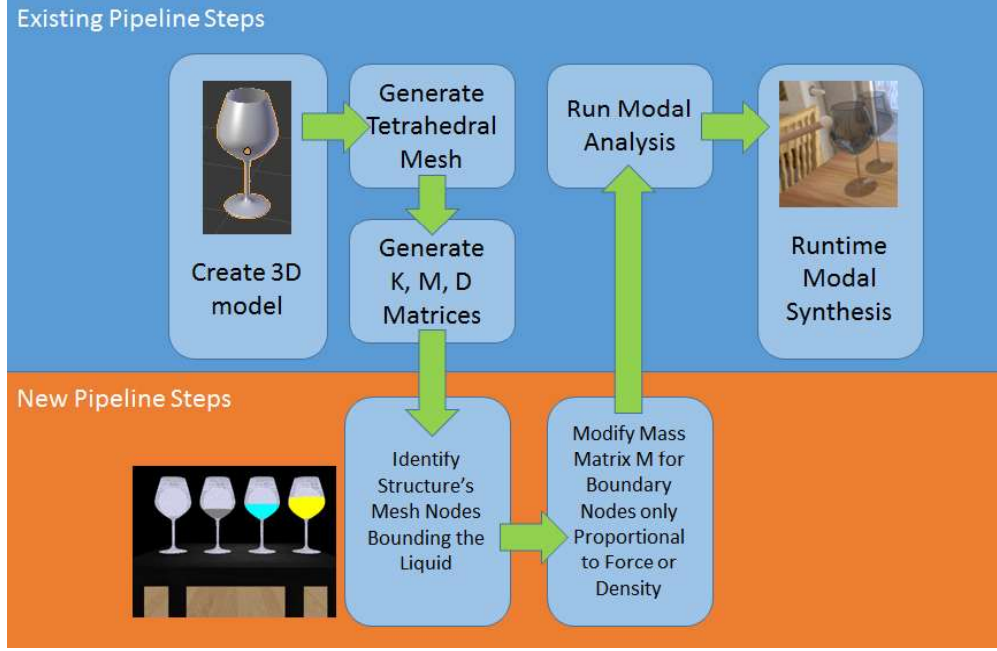 Existing Pipeline Steps
Create 3D
model
Generate
Tetrahedral
Mesh
Generate
K, M, D
Matrices
Run Modal
Analysis
Runtime
Modal
Synthesis
New Pipeline Steps
Identify
Structure's
Mesh Nodes
Bounding the
Liquid
Modify Mass
Matrix M for
Boundary
Nodes only
Proportional
to Force or
Density